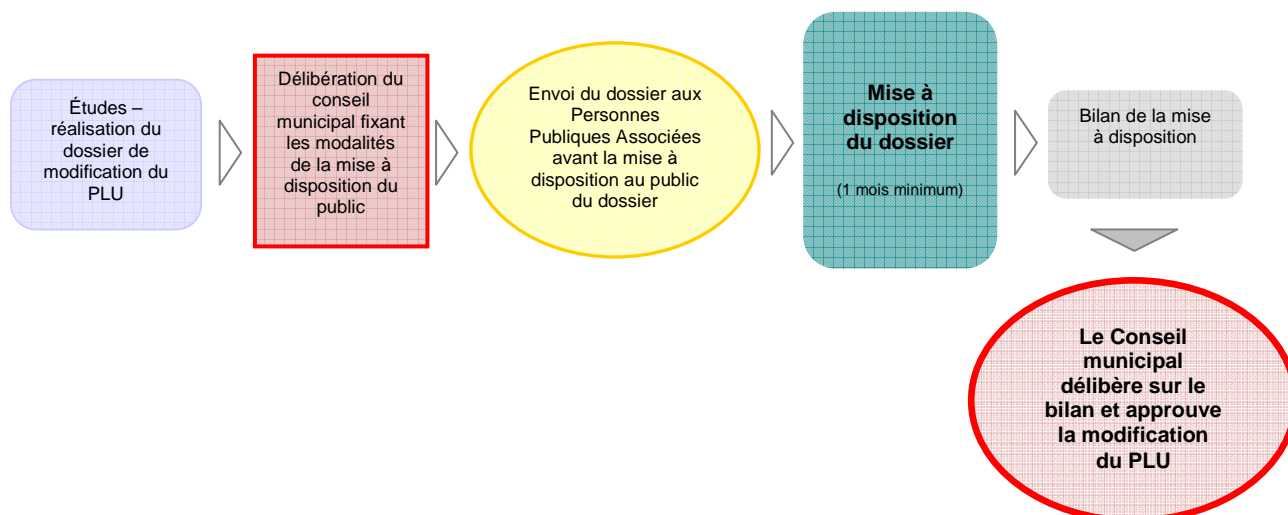 Études –
réalisation du
dossier de
modification du
PLU
Délibération du
conseil
municipal fixant
les modalités
de la mise à
disposition du
public
Envoi du dossier aux
Personnes
Publiques Associées
avant la mise à
disposition au public
du dossier
Mise à
disposition
du dossier
(1 mois minimum)
Bilan de la mise
à disposition
Le Conseil
municipal
délibère sur le
bilan et approuve
la modification
du PLU